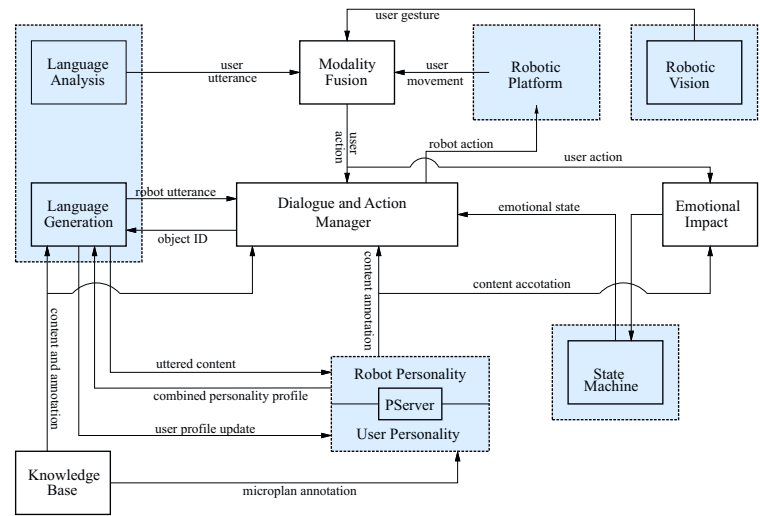 user gesture
Language
Analysis
user
utterance
Modality
Fusion
user
movement
Robotic
Platform
Robotic
Vision
user
action
robot action
user action
Language
Generation
robot utterance
object ID
Dialogue and Action
Manager
emotional state
Emotional
Impact
content annotation
content accotation
content and annotation
uttered content
combined personality profile
user profile update
Robot Personality
PServer
User Personality
State
Machine
Knowledge
Base
microplan annotation